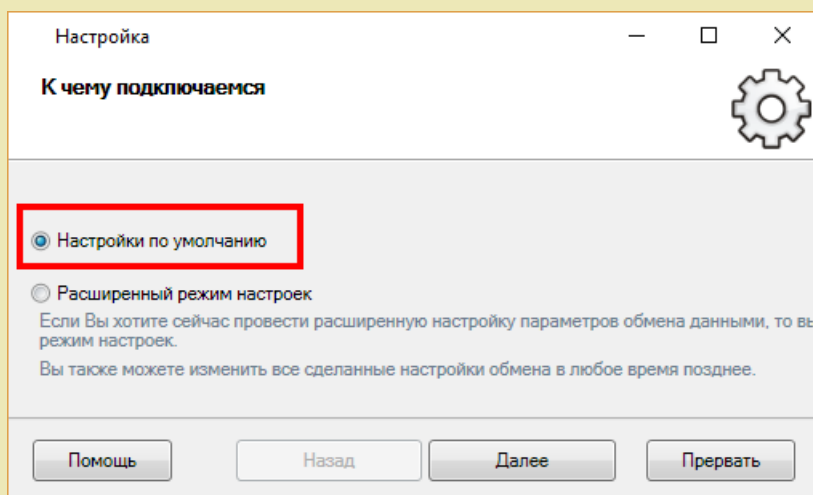 Настройка
К чему подключаемся
Настройки по умолчанию
Расширенный режим настроек
Если Вы хотите сейчас провести расширенную настройку параметров обмена данными, то
режим настроек.
Вы также можете изменить все сделанные настройки обмена в любое время позднее.
Помощь Назад Далее Прервать